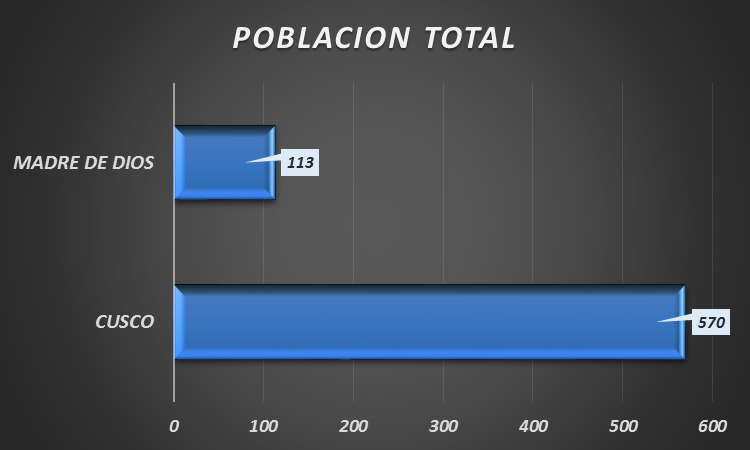 POBLACION TOTAL
MADRE DE DIOS
113
CUSCO
570
0 100 200 300 400 500 600